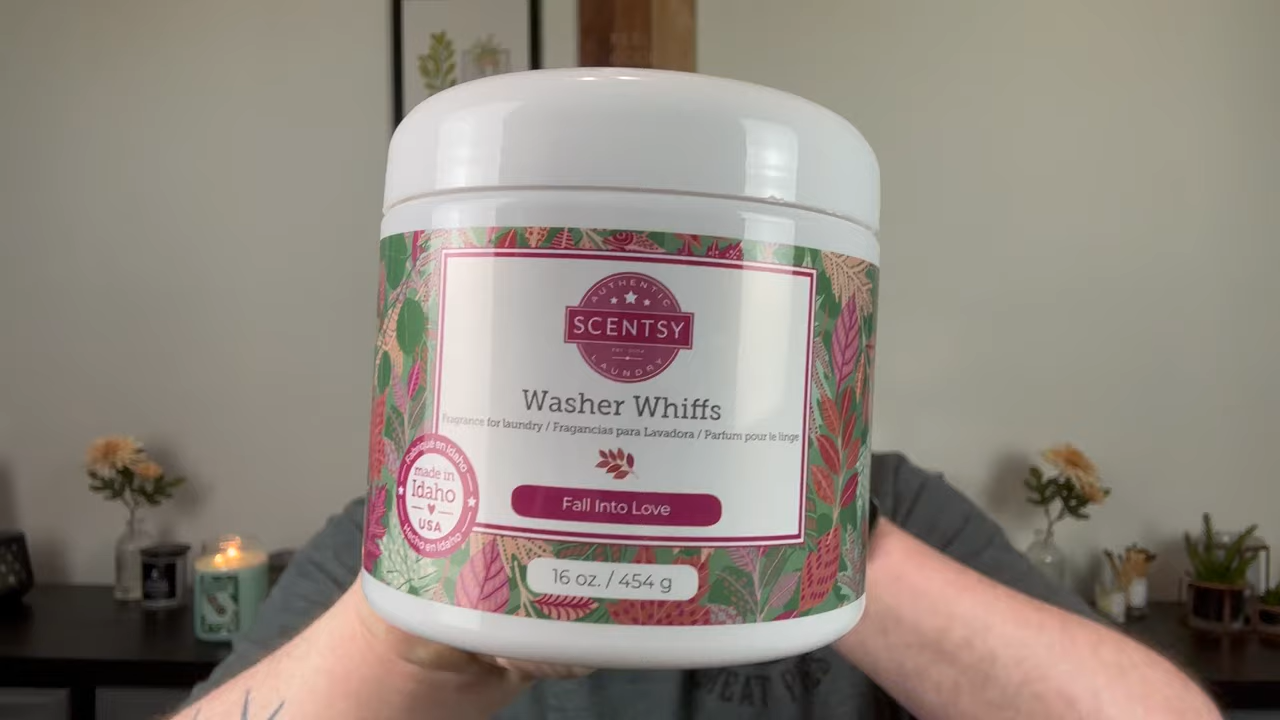 AUTHENTIC
SCENTSY
LAUNDRY
Washer Whiffs
Fragrance for laundry / Fragancias para Lavadora / Parfum pour le linge
Fall Into Love
Fabriqué en Idaho
made in
Idaho
USA
Hecho en Idaho
16 oz. / 454 g